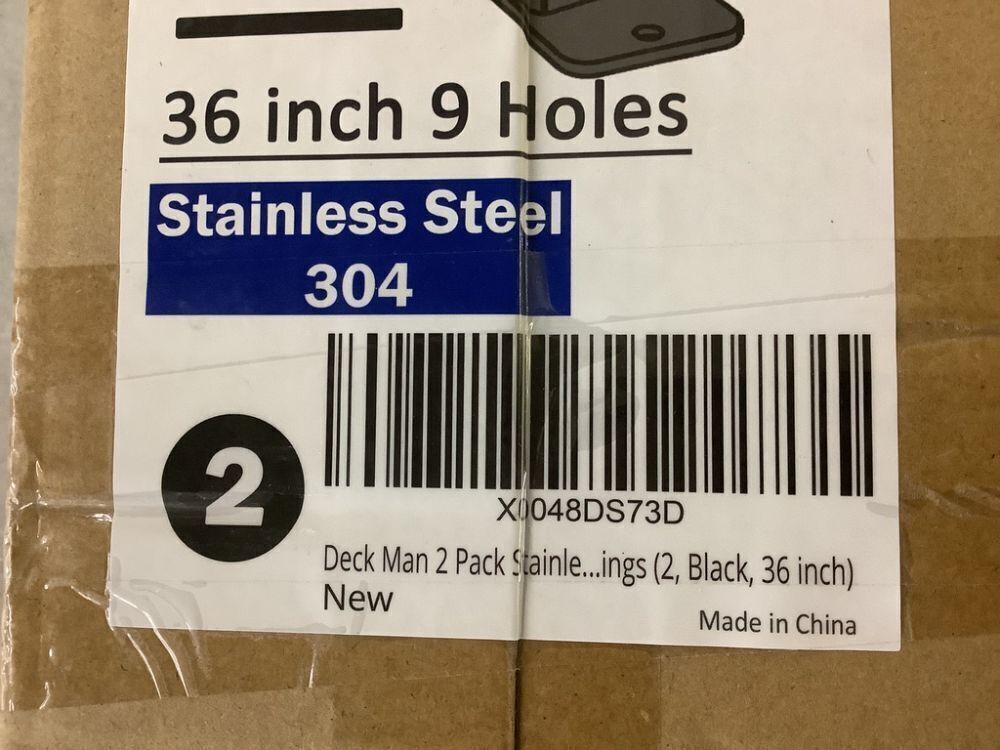 36 inch 9 Holes
Stainless Steel
304
2
X0048DS73D
Deck Man 2 Pack Stainle...ings (2, Black, 36 inch)
New
Made in China